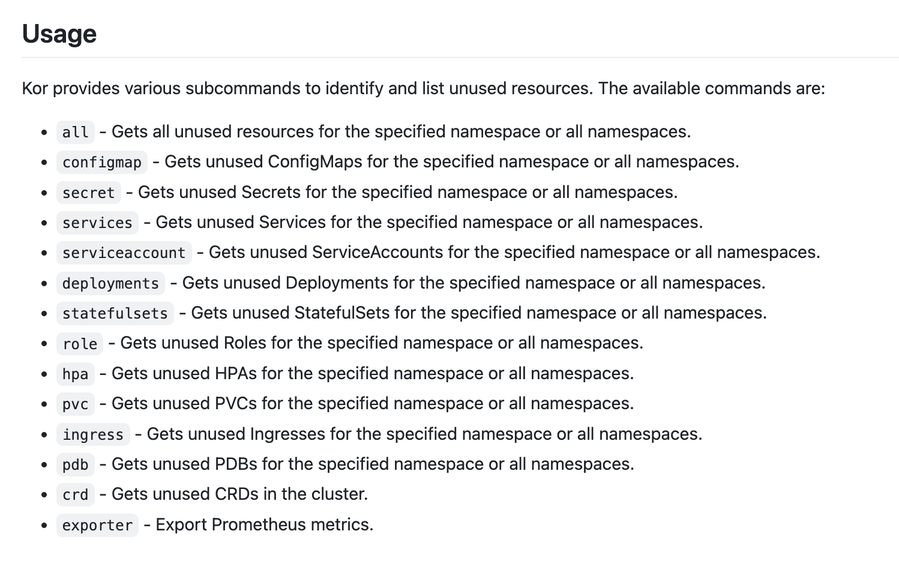 Usage
Kor provides various subcommands to identify and list unused resources. The available commands are:
• all - Gets all unused resources for the specified namespace or all namespaces.
• configmap - Gets unused ConfigMaps for the specified namespace or all namespaces.
• secret - Gets unused Secrets for the specified namespace or all namespaces.
• services - Gets unused Services for the specified namespace or all namespaces.
• serviceaccount - Gets unused ServiceAccounts for the specified namespace or all namespaces.
• deployments - Gets unused Deployments for the specified namespace or all namespaces.
• statefulsets - Gets unused StatefulSets for the specified namespace or all namespaces.
• role - Gets unused Roles for the specified namespace or all namespaces.
• hpa - Gets unused HPAs for the specified namespace or all namespaces.
• pvc - Gets unused PVCs for the specified namespace or all namespaces.
• ingress - Gets unused Ingresses for the specified namespace or all namespaces.
• pdb - Gets unused PDBs for the specified namespace or all namespaces.
• crd - Gets unused CRDs in the cluster.
• exporter - Export Prometheus metrics.